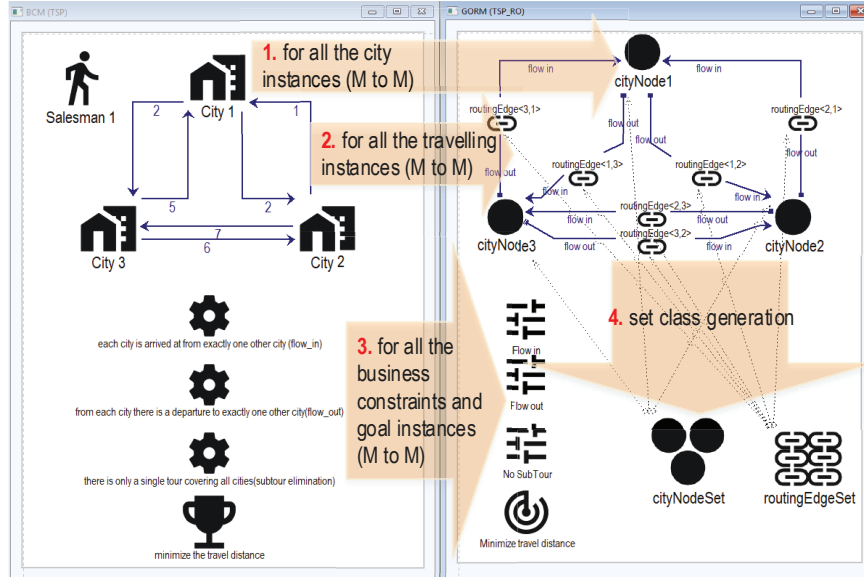 BCM (TSP)
Salesman 1
City 1
2
1
5
2
7
6
City 3
City 2
each city is arrived at from exactly one other city (flow_in)
from each city there is a departure to exactly one other city(flow_out)
there is only a single tour covering all cities(subtour elimination)
minimize the travel distance
1. for all the city
instances (M to M)
2. for all the travelling
instances (M to M)
3. for all the
business
constraints and
goal instances
(M to M)
GORM (TSP_RO)
cityNode1
flow in
flow in
routingEdge<3,1>
routingEdge<2,1>
flow out
flow out
flow out
flow out
routingEdge<1,3>
routingEdge<1,2>
flow in
flow in
routingEdge<2,3>
flow in
flow out
routingEdge<3,2>
flow out
flow in
cityNode3
cityNode2
4. set class generation
Flow in
Flow out
No SubTour
Minimize travel distance
cityNodeSet
routingEdgeSet